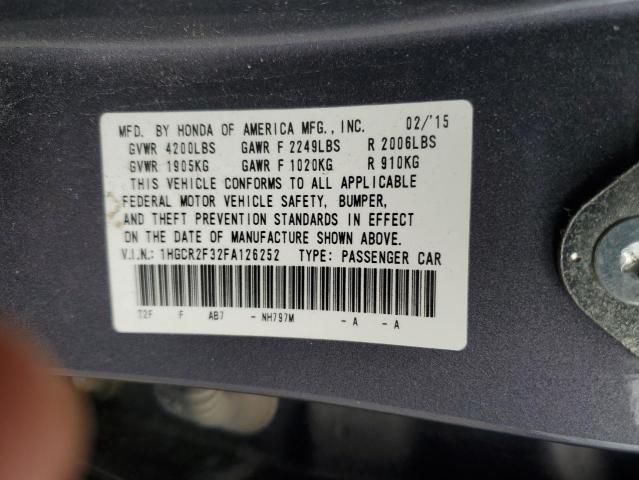 MFD. BY HONDA OF AMERICA MFG., INC. 02/'15
GVWR 4200LBS GAWR F 2249LBS R 2006LBS
GVWR 1905KG GAWR F 1020KG R 910KG
THIS VEHICLE CONFORMS TO ALL APPLICABLE
FEDERAL MOTOR VEHICLE SAFETY, BUMPER,
AND THEFT PREVENTION STANDARDS IN EFFECT
ON THE DATE OF MANUFACTURE SHOWN ABOVE.
V.I.N.: 1HGCR2F32FA126252 TYPE: PASSENGER CAR
T2F F AB7 - NH797M - A - A